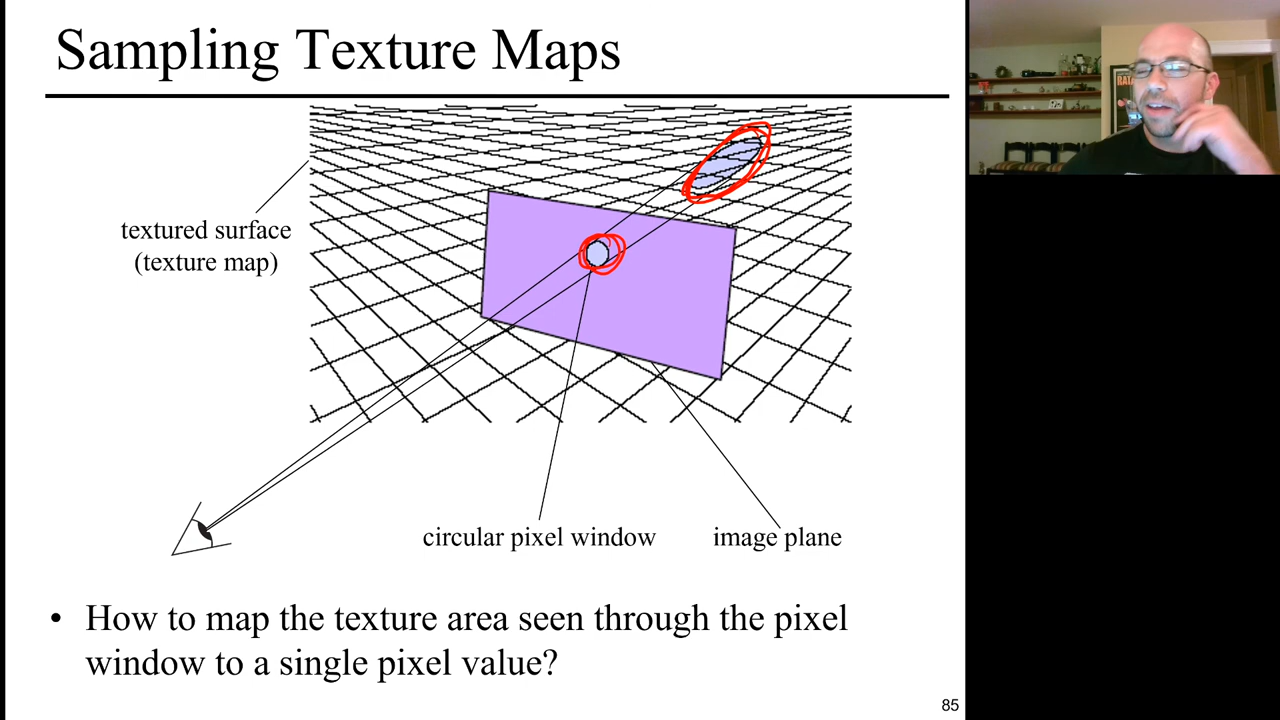 Sampling Texture Maps
textured surface
(texture map)
circular pixel window
image plane
• How to map the texture area seen through the pixel
window to a single pixel value?
85